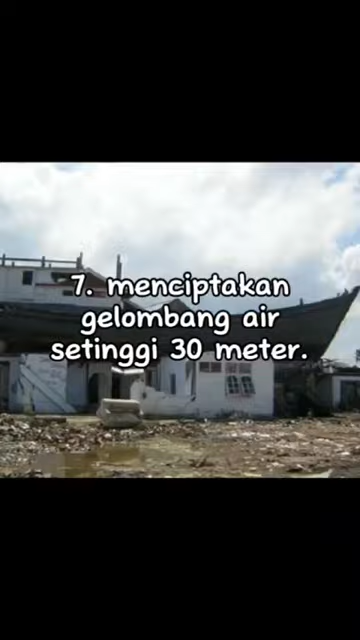 7. menciptakan
gelombang air
setinggi 30 meter.